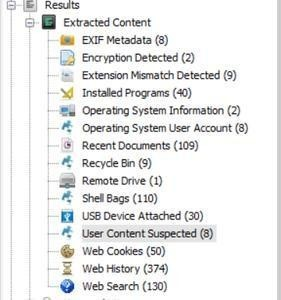 Results
Extracted Content
EXIF Metadata (8)
Encryption Detected (2)
Extension Mismatch Detected (9)
Installed Programs (40)
Operating System Information (2)
Operating System User Account (8)
Recent Documents (109)
Recycle Bin (9)
Remote Drive (1)
Shell Bags (110)
USB Device Attached (30)
User Content Suspected (8)
Web Cookies (50)
Web History (374)
Web Search (130)